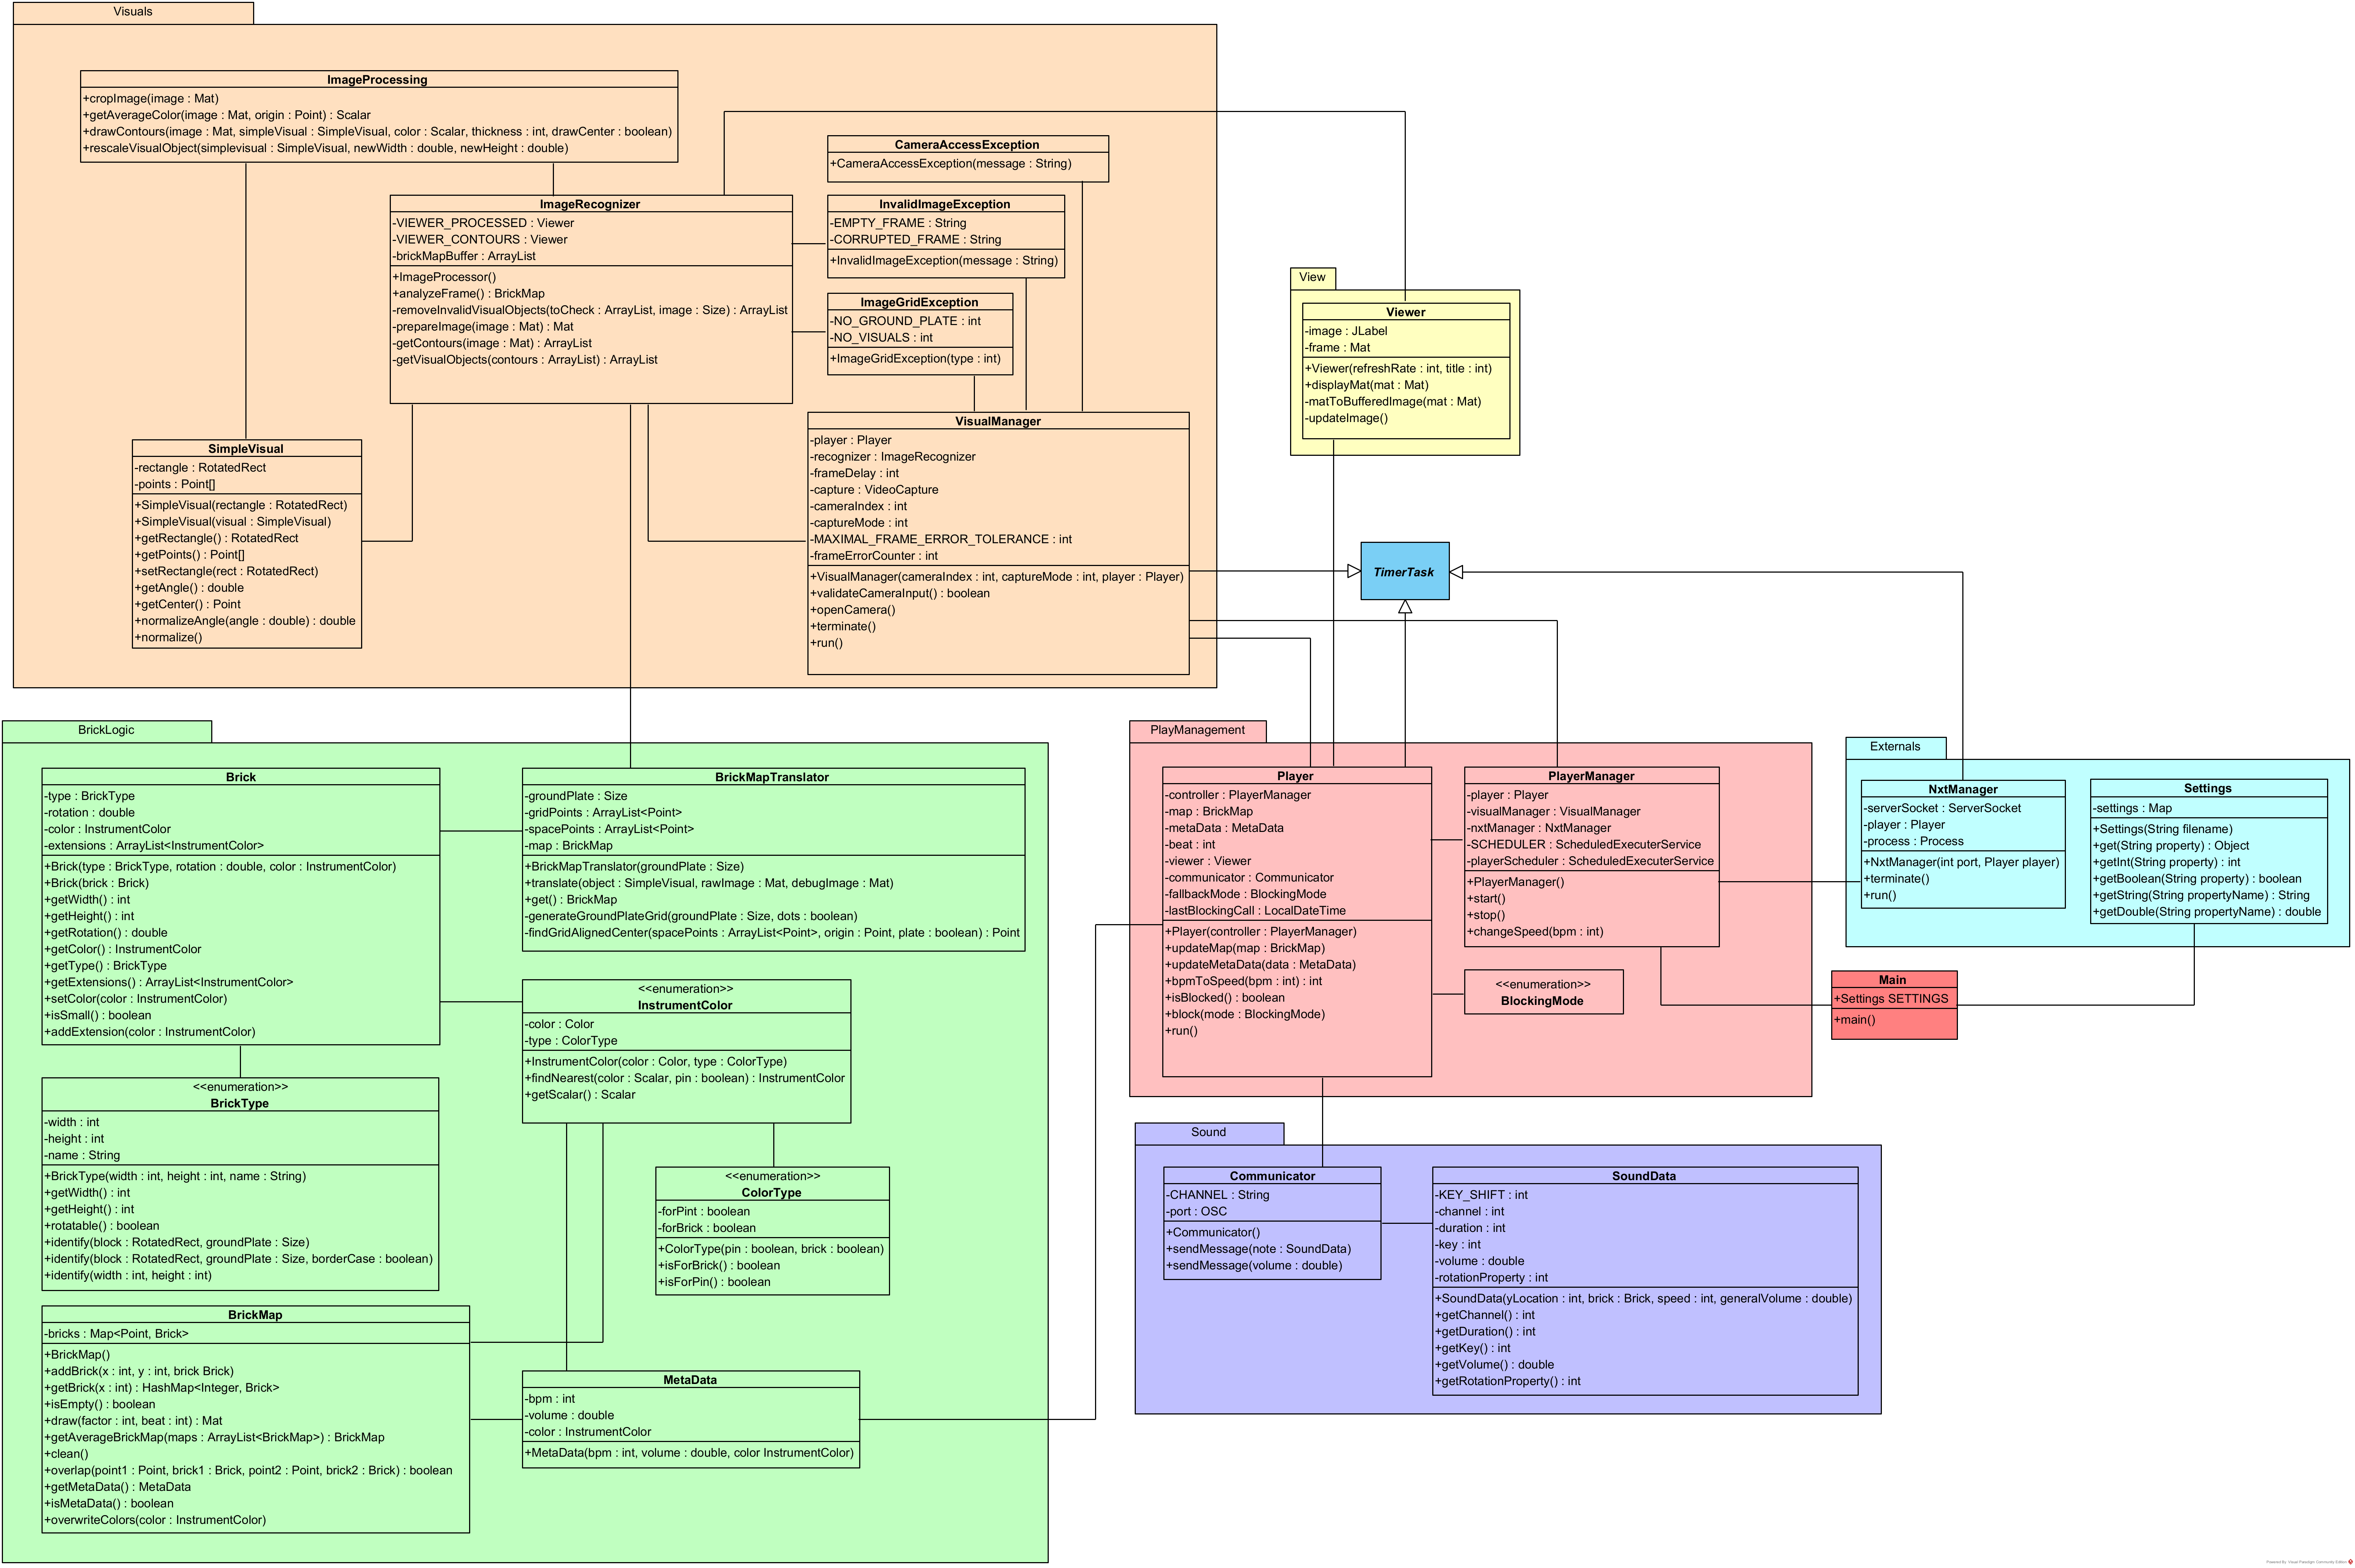 Visuals
ImageProcessing
+cropImage(image : Mat)
+getAverageColor(image : Mat, origin : Point) : Scalar
+drawContours(image : Mat, simpleVisual : SimpleVisual, color : Scalar, thickness : int, drawCenter : boolean)
+rescaleVisualObject(simplevisual : SimpleVisual, newWidth : double, newHeight : double)
CameraAccessException
+CameraAccessException(message : String)
ImageRecognizer
-VIEWER_PROCESSED : Viewer
-VIEWER_CONTOURS : Viewer
-brickMapBuffer : ArrayList
+ImageProcessor()
+analyzeFrame() : BrickMap
-removeInvalidVisualObjects(toCheck : ArrayList, image : Size) : ArrayList
-prepareImage(image : Mat) : Mat
-getContours(image : Mat) : ArrayList
-getVisualObjects(contours : ArrayList) : ArrayList
InvalidImageException
-EMPTY_FRAME : String
-CORRUPTED_FRAME : String
+InvalidImageException(message : String)
ImageGridException
-NO_GROUND_PLATE : int
-NO_VISUALS : int
+ImageGridException(type : int)
SimpleVisual
-rectangle : RotatedRect
-points : Point[]
+SimpleVisual(rectangle : RotatedRect)
+SimpleVisual(visual : SimpleVisual)
+getRectangle() : RotatedRect
+getPoints() : Point[]
+setRectangle(rect : RotatedRect)
+getAngle() : double
+getCenter() : Point
+normalizeAngle(angle : double) : double
+normalize()
VisualManager
-player : Player
-recognizer : ImageRecognizer
-frameDelay : int
-capture : VideoCapture
-cameraIndex : int
-captureMode : int
-MAXIMAL_FRAME_ERROR_TOLERANCE : int
-frameErrorCounter : int
+VisualManager(cameraIndex : int, captureMode : int, player : Player)
+validateCameraInput() : boolean
+openCamera()
+terminate()
+run()
View
Viewer
-image : JLabel
-frame : Mat
+Viewer(refreshRate : int, title : int)
+displayMat(mat : Mat)
-matToBufferedImage(mat : Mat)
-updateImage()
TimerTask
BrickLogic
Brick
-type : BrickType
-rotation : double
-color : InstrumentColor
-extensions : ArrayList<InstrumentColor>
+Brick(type : BrickType, rotation : double, color : InstrumentColor)
+Brick(brick : Brick)
+getWidth() : int
+getHeight() : int
+getRotation() : double
+getColor() : InstrumentColor
+getType() : BrickType
+getExtensions() : ArrayList<InstrumentColor>
+setColor(color : InstrumentColor)
+isSmall() : boolean
+addExtension(color : InstrumentColor)
BrickMapTranslator
-groundPlate : Size
-gridPoints : ArrayList<Point>
-spacePoints : ArrayList<Point>
-map : BrickMap
+BrickMapTranslator(groundPlate : Size)
+translate(object : SimpleVisual, rawImage : Mat, debugImage : Mat)
+get() : BrickMap
-generateGroundPlateGrid(groundPlate : Size, dots : boolean)
-findGridAlignedCenter(spacePoints : ArrayList<Point>, origin : Point, plate : boolean) : Point
<<enumeration>>
InstrumentColor
-color : Color
-type : ColorType
+InstrumentColor(color : Color, type : ColorType)
+findNearest(color : Scalar, pin : boolean) : InstrumentColor
+getScalar() : Scalar
<<enumeration>>
BrickType
-width : int
-height : int
-name : String
+BrickType(width : int, height : int, name : String)
+getWidth() : int
+getHeight() : int
+rotatable() : boolean
+identify(block : RotatedRect, groundPlate : Size)
+identify(block : RotatedRect, groundPlate : Size, borderCase : boolean)
+identify(width : int, height : int)
<<enumeration>>
ColorType
-forPint : boolean
-forBrick : boolean
+ColorType(pin : boolean, brick : boolean)
+isForBrick() : boolean
+isForPin() : boolean
BrickMap
-bricks : Map<Point, Brick>
+BrickMap()
+addBrick(x : int, y : int, brick Brick)
+getBrick(x : int) : HashMap<Integer, Brick>
+isEmpty() : boolean
+draw(factor : int, beat : int) : Mat
+getAverageBrickMap(maps : ArrayList<BrickMap>) : BrickMap
+clean()
+overlap(point1 : Point, brick1 : Brick, point2 : Point, brick2 : Brick) : boolean
+getMetaData() : MetaData
+isMetaData() : boolean
+overwriteColors(color : InstrumentColor)
MetaData
-bpm : int
-volume : double
-color : InstrumentColor
+MetaData(bpm : int, volume : double, color InstrumentColor)
PlayManagement
Player
-controller : PlayerManager
-map : BrickMap
-metaData : MetaData
-beat : int
-viewer : Viewer
-communicator : Communicator
-fallbackMode : BlockingMode
-lastBlockingCall : LocalDateTime
+Player(controller : PlayerManager)
+updateMap(map : BrickMap)
+updateMetaData(data : MetaData)
+bpmToSpeed(bpm : int) : int
+isBlocked() : boolean
+block(mode : BlockingMode)
+run()
PlayerManager
-player : Player
-visualManager : VisualManager
-nxtManager : NxtManager
-SCHEDULER : ScheduledExecuterService
-playerScheduler : ScheduledExecuterService
+PlayerManager()
+start()
+stop()
+changeSpeed(bpm : int)
<<enumeration>>
BlockingMode
Externals
NxtManager
-serverSocket : ServerSocket
-player : Player
-process : Process
+NxtManager(int port, Player player)
+terminate()
+run()
Settings
-settings : Map
+Settings(String filename)
+get(String property) : Object
+getInt(String property) : int
+getBoolean(String property) : boolean
+getString(String propertyName) : String
+getDouble(String propertyName) : double
Main
+Settings SETTINGS
+main()
Sound
Communicator
-CHANNEL : String
-port : OSC
+Communicator()
+sendMessage(note : SoundData)
+sendMessage(volume : double)
SoundData
-KEY_SHIFT : int
-channel : int
-duration : int
-key : int
-volume : double
-rotationProperty : int
+SoundData(yLocation : int, brick : Brick, speed : int, generalVolume : double)
+getChannel() : int
+getDuration() : int
+getKey() : int
+getVolume() : double
+getRotationProperty() : int
Powered By Visual Paradigm Community Edition